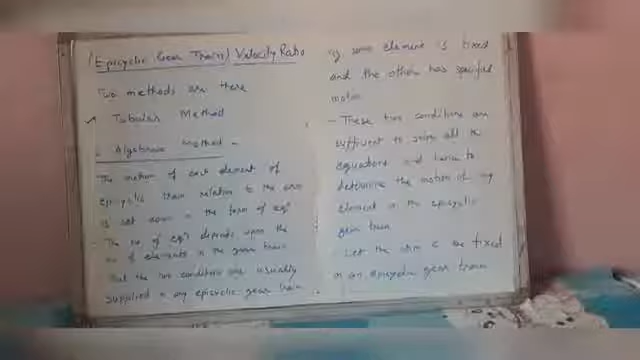 (Epicyclic Gear Train) Velocity Ratio
Two methods are there
Tabular Method
Algebraic Method -
The motion of each element of
epicyclic train relative to the arm
is set down in the form of eqn
- The no of eqn depends upon the
no of elements in the gear train
But the two conditions are usually
supplied in any epicyclic gear train
some element is fixed
and the other has specified
motion
- These two conditions are
sufficient to solve all the
equations and hence to
determine the motion of any
element in the epicyclic
gear train
Let the arm C be fixed
in an epicyclic gear train